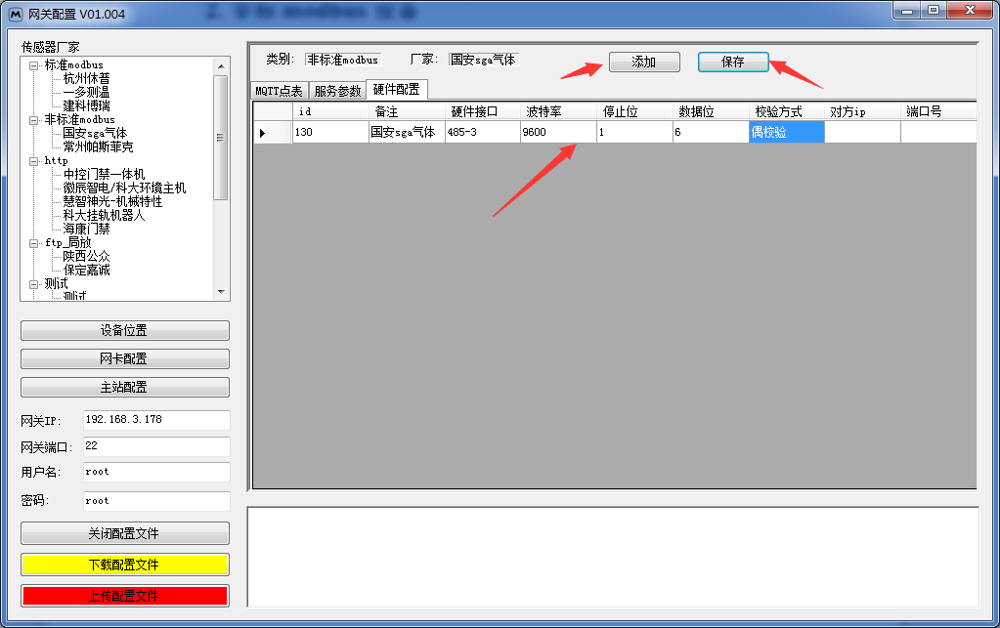 网关配置 V01.004
2. 非标 modbus 设备
传感器厂家
标准modbus
杭州休普
一多测温
建科博瑞
非标准modbus
国安sga气体
常州帕斯菲克
http
中控门禁一体机
徽辰智电/科大环境主机
慧智神光-机械特性
科大挂轨机器人
海康门禁
ftp_局放
陕西公众
保定嘉诚
测试
测试
设备位置
网卡配置
主站配置
网关IP: 192.168.3.178
网关端口: 22
用户名: root
密码: root
关闭配置文件
下载配置文件
上传配置文件
类别: 非标准modbus 厂家: 国安sga气体 添加 保存
MQTT点表 服务参数 硬件配置
id 备注 硬件接口 波特率 停止位 数据位 校验方式 对方ip 端口号
130 国安sga气体 485-3 9600 1 6 偶校验